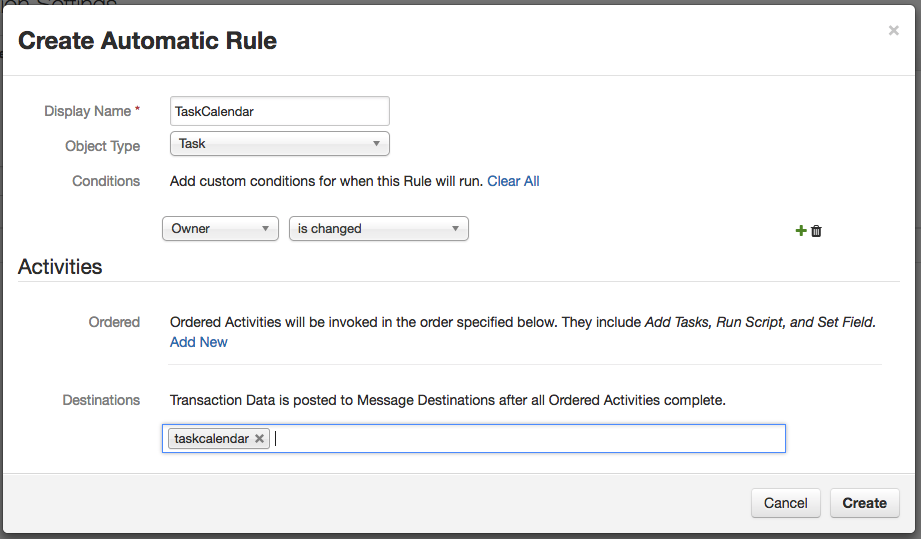 Create Automatic Rule
×
Display Name *
TaskCalendar
Object Type
Task
Conditions
Add custom conditions for when this Rule will run. Clear All
Owner
is changed
Activities
Ordered
Ordered Activities will be invoked in the order specified below. They include Add Tasks, Run Script, and Set Field.
Add New
Destinations
Transaction Data is posted to Message Destinations after all Ordered Activities complete.
taskcalendar ×
Cancel
Create